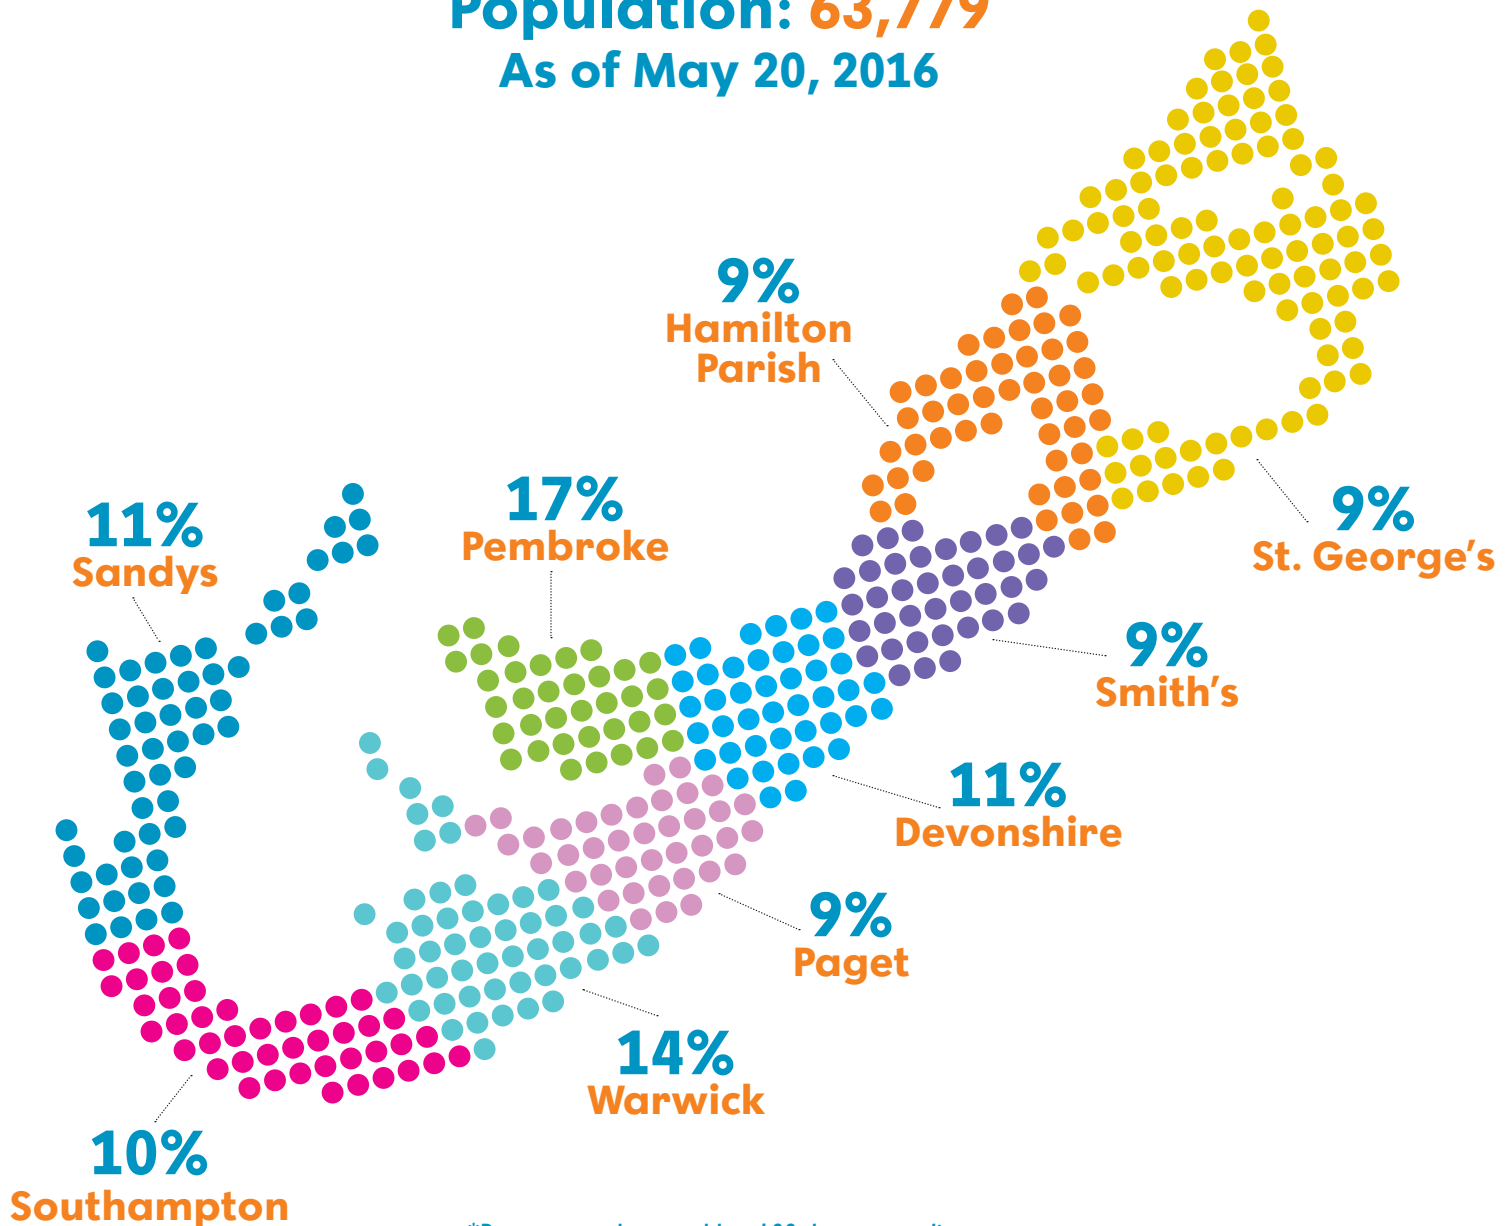 Population: 63,779
As of May 20, 2016
9%
Hamilton
Parish
17%
Pembroke
11%
Sandys
9%
St. George's
9%
Smith's
11%
Devonshire
9%
Paget
14%
Warwick
10%
Southampton